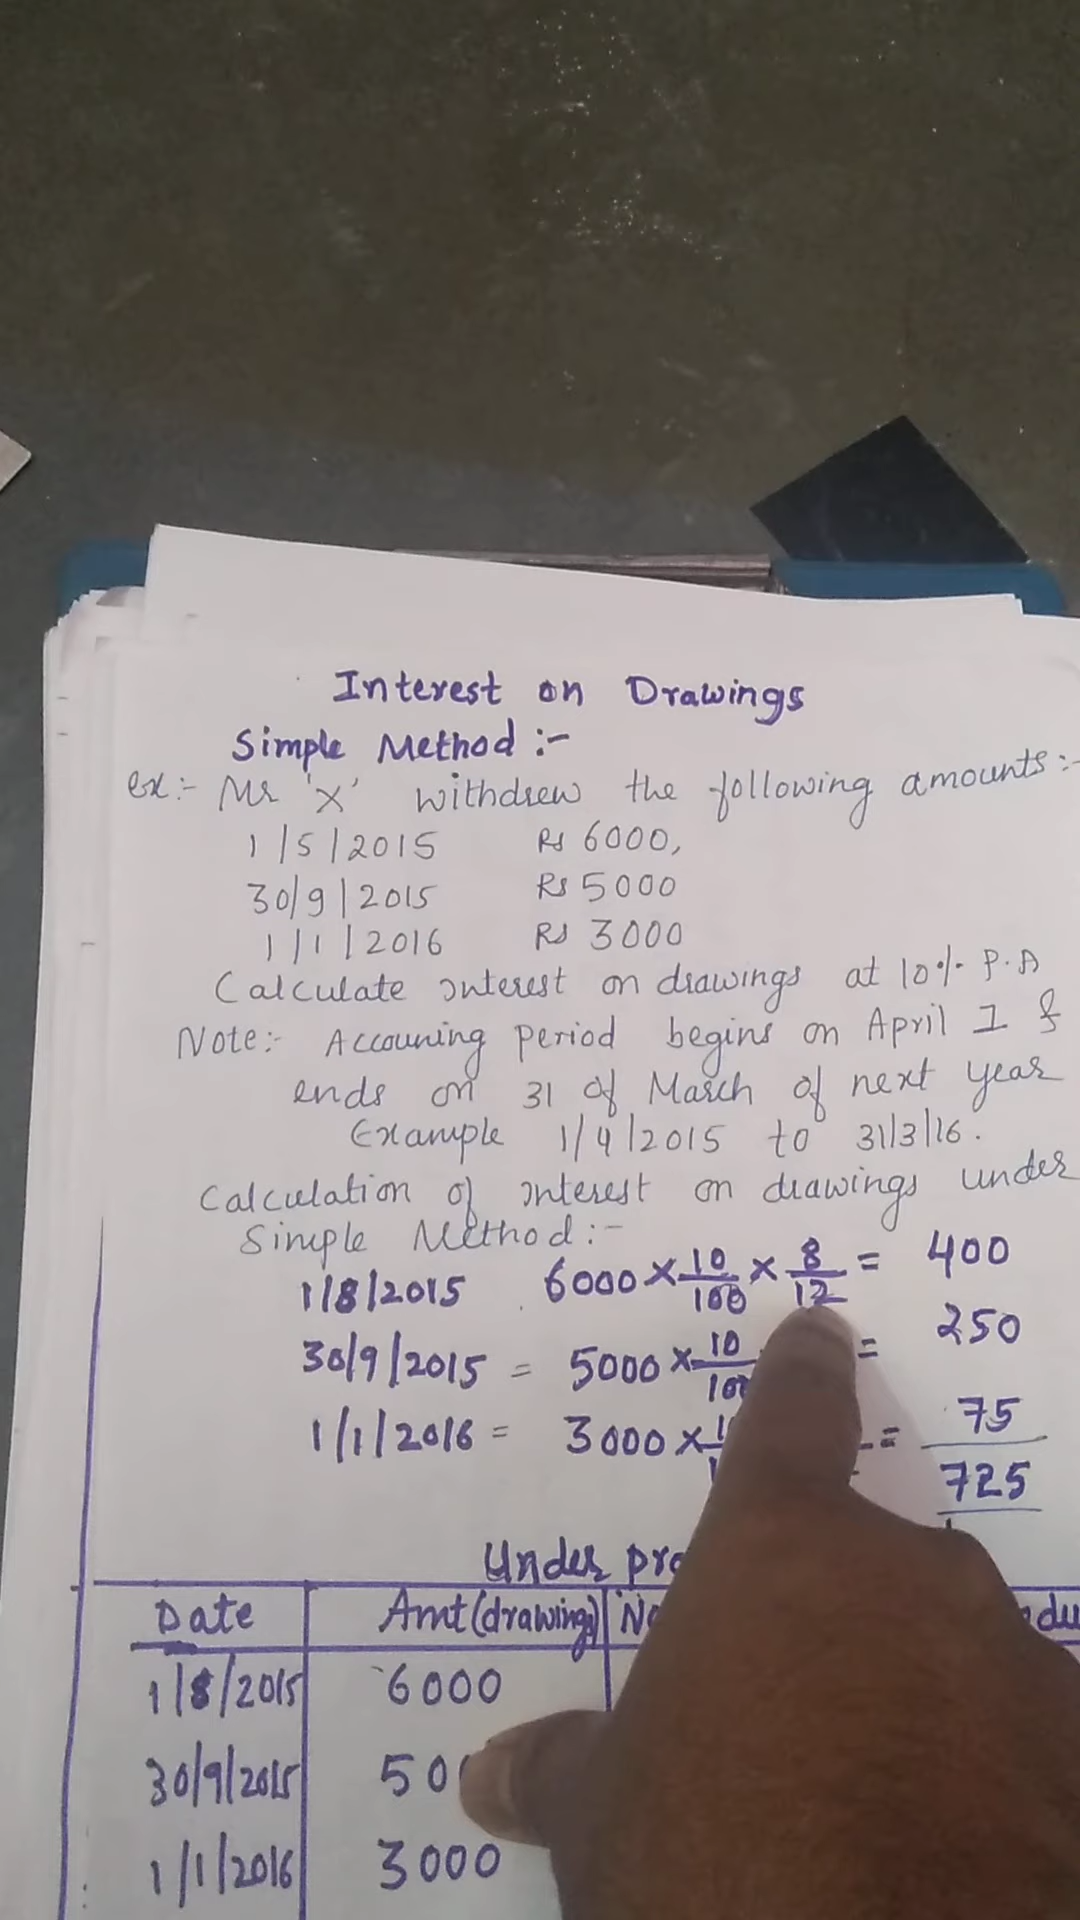 Interest on Drawings
Simple Method :-
ex:- Mr 'X' withdrew the following amounts:-
1/5/2015 Rs 6000,
30/9/2015 Rs 5000
1/1/2016 Rs 3000
Calculate interest on drawings at 10% P.A
Note:- Accouning period begins on April 1 &
ends on 31 of March of next year
Example 1/4/2015 to 31/3/16.
Calculation of interest on drawings under
Simple Method :-
1/8/2015 6000 × 10/100 × 8/12 = 400
30/9/2015 = 5000 × 10/100 = 250
1/1/2016 = 3000 × = 75
725
Under
Date Amt(drawings)
1/8/2015 6000
30/9/2015
1/1/2016 3000